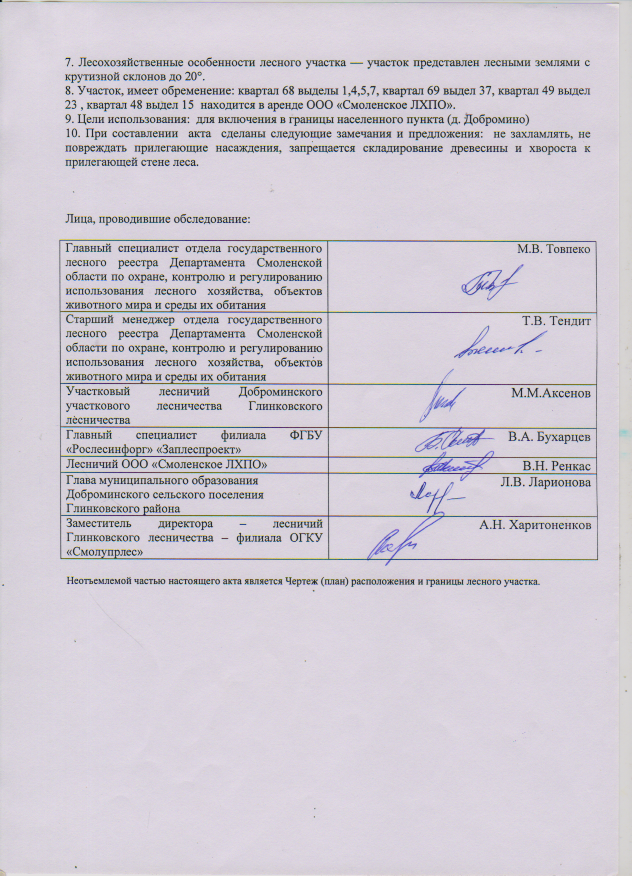 7. Лесохозяйственные особенности лесного участка — участок представлен лесными землями с
крутизной склонов до 20°.
8. Участок, имеет обременение: квартал 68 выделы 1,4,5,7, квартал 69 выдел 37, квартал 49 выдел
23 , квартал 48 выдел 15 находится в аренде ООО «Смоленское ЛХПО».
9. Цели использования: для включения в границы населенного пункта (д. Добромино)
10. При составлении акта сделаны следующие замечания и предложения: не захламлять, не
повреждать прилегающие насаждения, запрещается складирование древесины и хвороста к
прилегающей стене леса.
Лица, проводившие обследование:
Главный специалист отдела государственного
лесного реестра Департамента Смоленской
области по охране, контролю и регулированию
использования лесного хозяйства, объектов
животного мира и среды их обитания
М.В. Товпеко
Старший менеджер отдела государственного
лесного реестра Департамента Смоленской
области по охране, контролю и регулированию
использования лесного хозяйства, объектов
животного мира и среды их обитания
Т.В. Тендит
Участковый лесничий Доброминского
участкового лесничества Глинковского
лесничества
М.М.Аксенов
Главный специалист филиала ФГБУ
«Рослесинфорг» «Заплеспроект»
В.А. Бухарцев
Лесничий ООО «Смоленское ЛХПО»
В.Н. Ренкас
Глава муниципального образования
Доброминского сельского поселения
Глинковского района
Л.В. Ларионова
Заместитель директора – лесничий
Глинковского лесничества – филиала ОГКУ
«Смолупрлес»
А.Н. Харитоненков
Неотъемлемой частью настоящего акта является Чертеж (план) расположения и границы лесного участка.